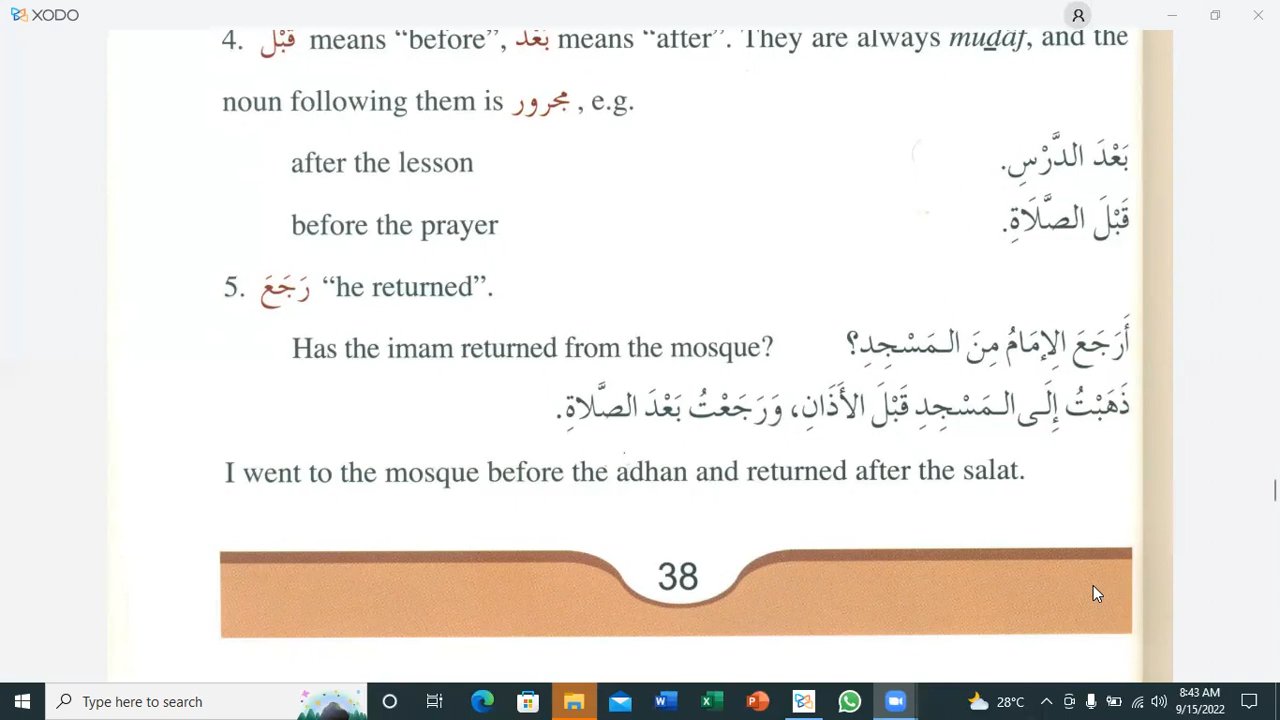 XODO
4. قَبْل means “before”, بَعْد means “after”. They are always mudaf, and the
noun following them is مجرور , e.g.
after the lesson بَعْدَ الدَّرْسِ.
before the prayer قَبْلَ الصَّلَاةِ.
5. رَجَعَ “he returned”.
Has the imam returned from the mosque? أَرَجَعَ الإِمَامُ مِنَ الـمَسْجِدِ؟
ذَهَبْتُ إِلَـى الـمَسْجِدِ قَبْلَ الأَذَانِ، وَرَجَعْتُ بَعْدَ الصَّلاةِ.
I went to the mosque before the adhan and returned after the salat.
38
Type here to search
28°C
8:43 AM
9/15/2022